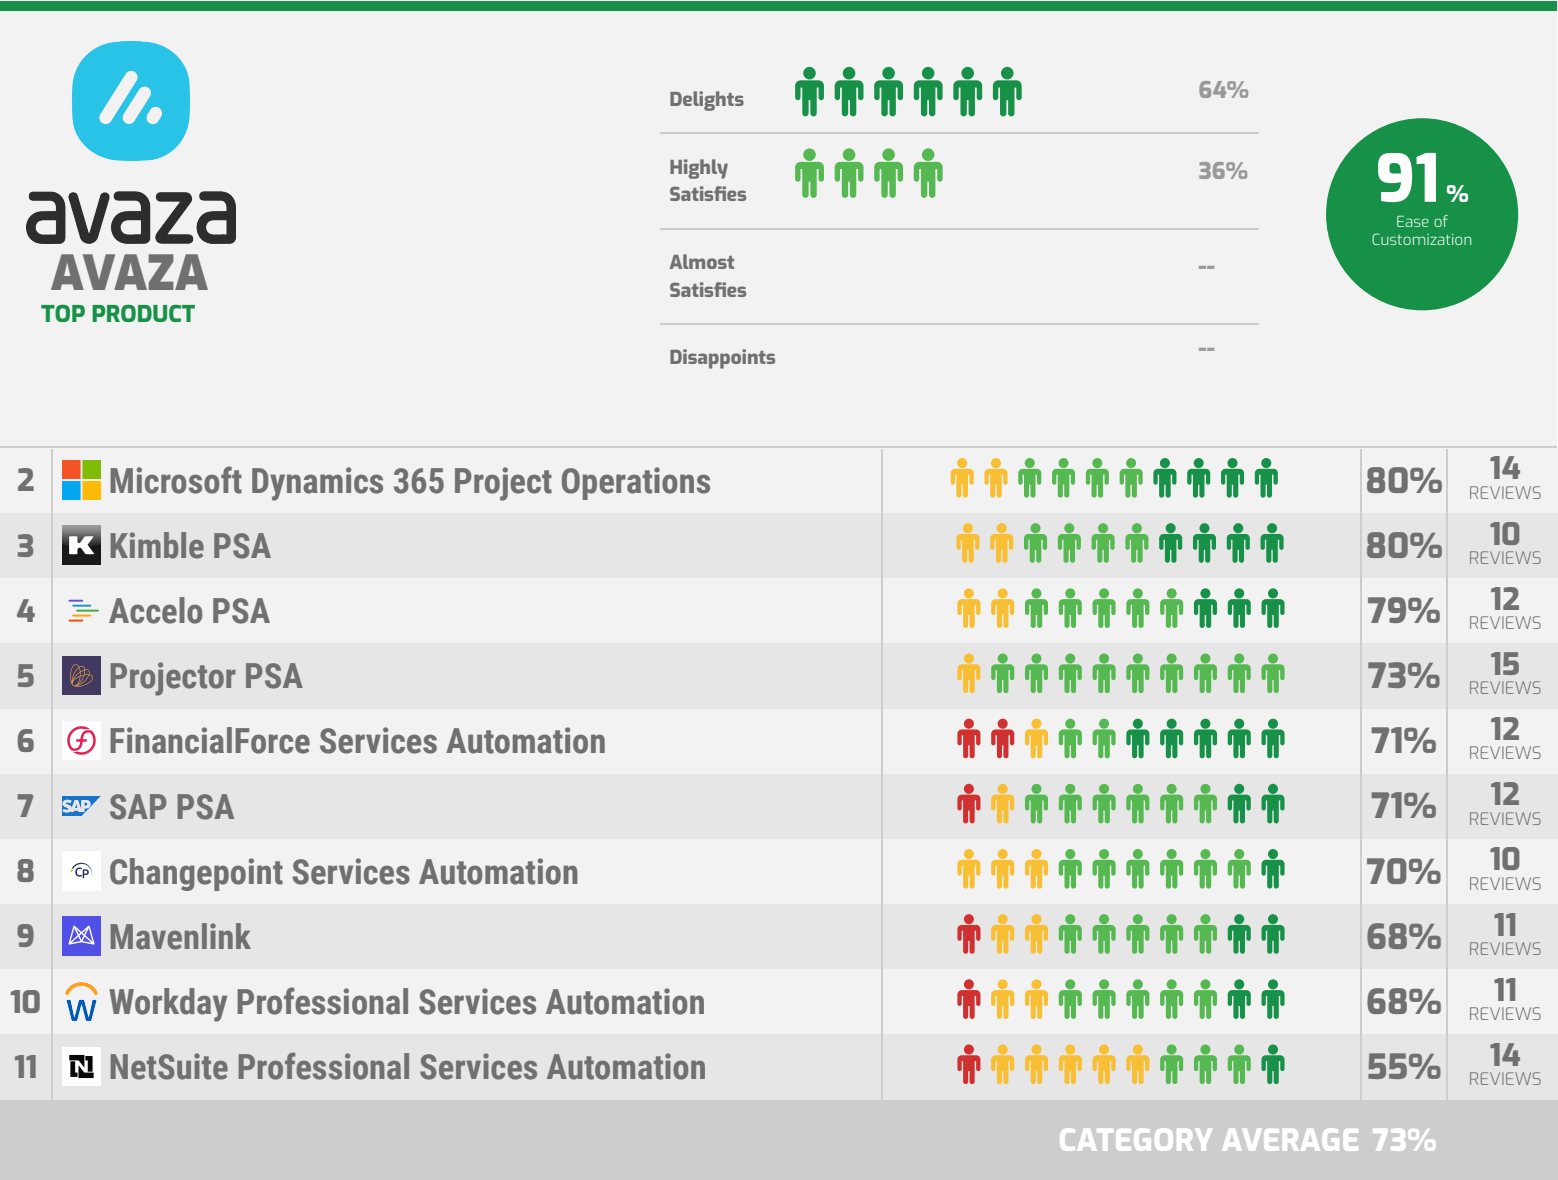 avaza
AVAZA
TOP PRODUCT
Delights 64%
Highly
Satisfies
36%
Almost
Satisfies
--
Disappoints --
91%
Ease of
Customization
2 Microsoft Dynamics 365 Project Operations 80% 14
REVIEWS
3 K Kimble PSA 80% 10
REVIEWS
4 Accelo PSA 79% 12
REVIEWS
5 Projector PSA 73% 15
REVIEWS
6 FinancialForce Services Automation 71% 12
REVIEWS
7 SAP SAP PSA 71% 12
REVIEWS
8 CP Changepoint Services Automation 70% 10
REVIEWS
9 Mavenlink 68% 11
REVIEWS
10 W Workday Professional Services Automation 68% 11
REVIEWS
11 N NetSuite Professional Services Automation 55% 14
REVIEWS
CATEGORY AVERAGE 73%